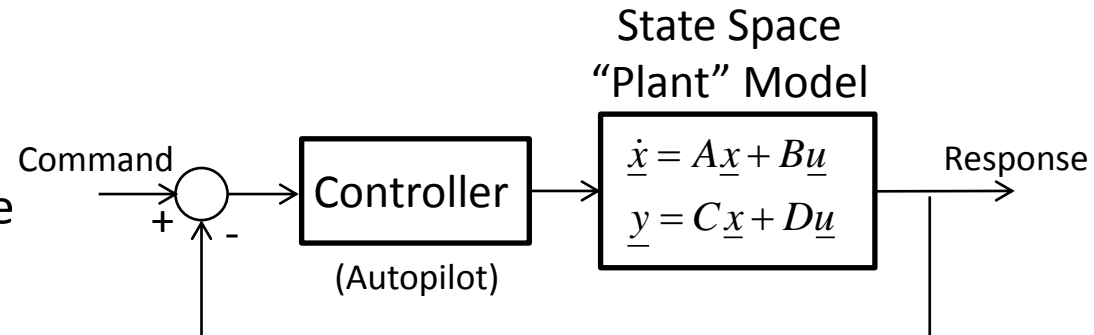 State Space
“Plant” Model
Command
e
+
-
Controller
(Autopilot)
ẋ = Ax + Bu
y = Cx + Du
Response